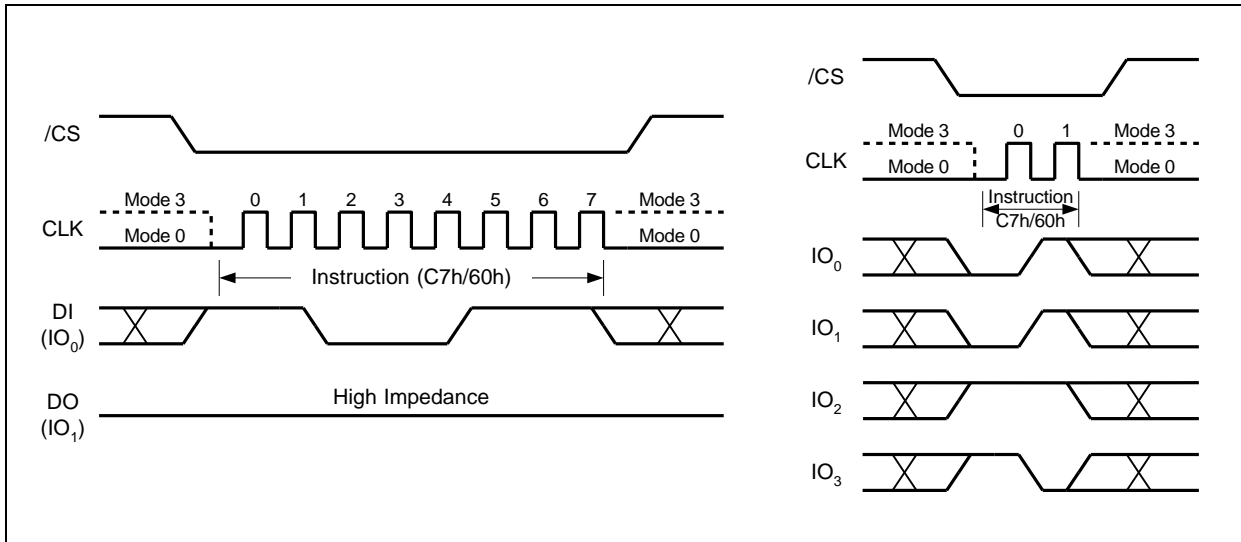 /CS
Mode 3
0 1 2 3 4 5 6 7
Mode 3
CLK
Mode 0
Mode 0
Instruction (C7h/60h)
DI
(IO0)
High Impedance
DO
(IO1)
/CS
Mode 3
0 1
Mode 3
CLK
Mode 0
Mode 0
Instruction
C7h/60h
IO0
IO1
IO2
IO3